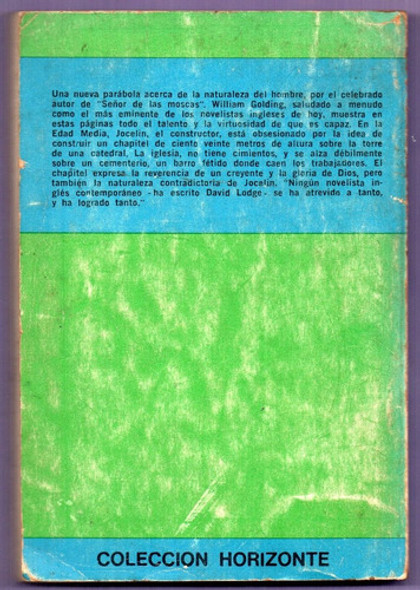 Una nueva parábola acerca de la naturaleza del hombre, por el celebrado
autor de "Señor de las moscas". William Golding, saludado a menudo
como el más eminente de los novelistas ingleses de hoy, muestra en
estas páginas todo el talento y la virtuosidad de que es capaz. En la
Edad Media, Jocelin, el constructor, está obsesionado por la idea de
construir un chapitel de ciento veinte metros de altura sobre la torre
de una catedral. La iglesia, no tiene cimientos, y se alza débilmente
sobre un cementerio, un barro fétido donde caen los trabajadores. El
chapitel expresa la reverencia de un creyente y la gloria de Dios, pero
también la naturaleza contradictoria de Jocelin. "Ningún novelista in-
glés contemporáneo -ha escrito David Lodge- se ha atrevido a tanto,
y ha logrado tanto."
COLECCION HORIZONTE